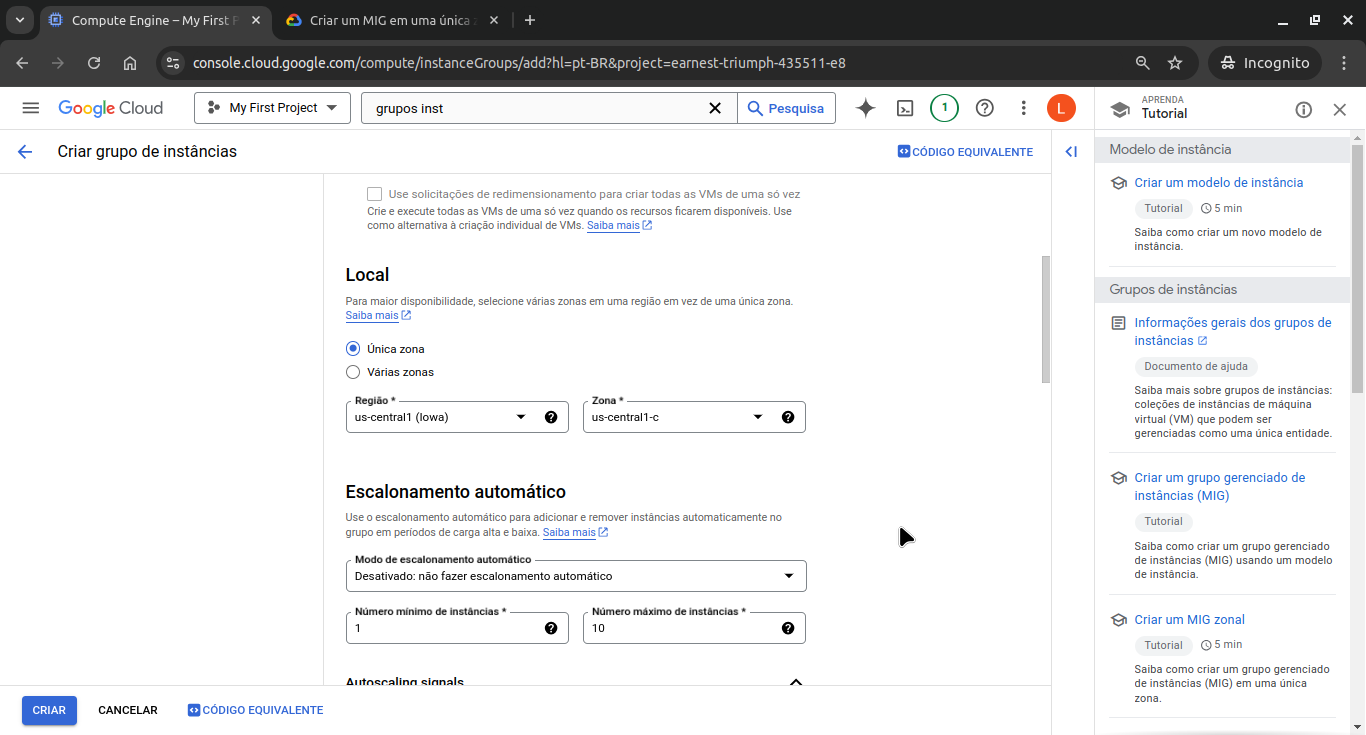 Compute Engine – My First P
Criar um MIG em uma única z
console.cloud.google.com/compute/instanceGroups/add?hl=pt-BR&project=earnest-triumph-435511-e8
Incognito
Google Cloud
My First Project
grupos inst
Pesquisa
1
L
APRENDA
Tutorial
Criar grupo de instâncias
CÓDIGO EQUIVALENTE
Use solicitações de redimensionamento para criar todas as VMs de uma só vez
Crie e execute todas as VMs de uma só vez quando os recursos ficarem disponíveis. Use
como alternativa à criação individual de VMs. Saiba mais
Local
Para maior disponibilidade, selecione várias zonas em uma região em vez de uma única zona.
Saiba mais
Única zona
Várias zonas
Região *
us-central1 (Iowa)
Zona *
us-central1-c
Escalonamento automático
Use o escalonamento automático para adicionar e remover instâncias automaticamente no
grupo em períodos de carga alta e baixa. Saiba mais
Modo de escalonamento automático
Desativado: não fazer escalonamento automático
Número mínimo de instâncias *
1
Número máximo de instâncias *
10
Autoscaling signals
CRIAR
CANCELAR
CÓDIGO EQUIVALENTE
Modelo de instância
Criar um modelo de instância
Tutorial
5 min
Saiba como criar um novo modelo de
instância.
Grupos de instâncias
Informações gerais dos grupos de
instâncias
Documento de ajuda
Saiba mais sobre grupos de instâncias:
coleções de instâncias de máquina
virtual (VM) que podem ser
gerenciadas como uma única entidade.
Criar um grupo gerenciado de
instâncias (MIG)
Tutorial
Saiba como criar um grupo gerenciado
de instâncias (MIG) usando um modelo
de instância.
Criar um MIG zonal
Tutorial
5 min
Saiba como criar um grupo gerenciado
de instâncias (MIG) em uma única
zona.